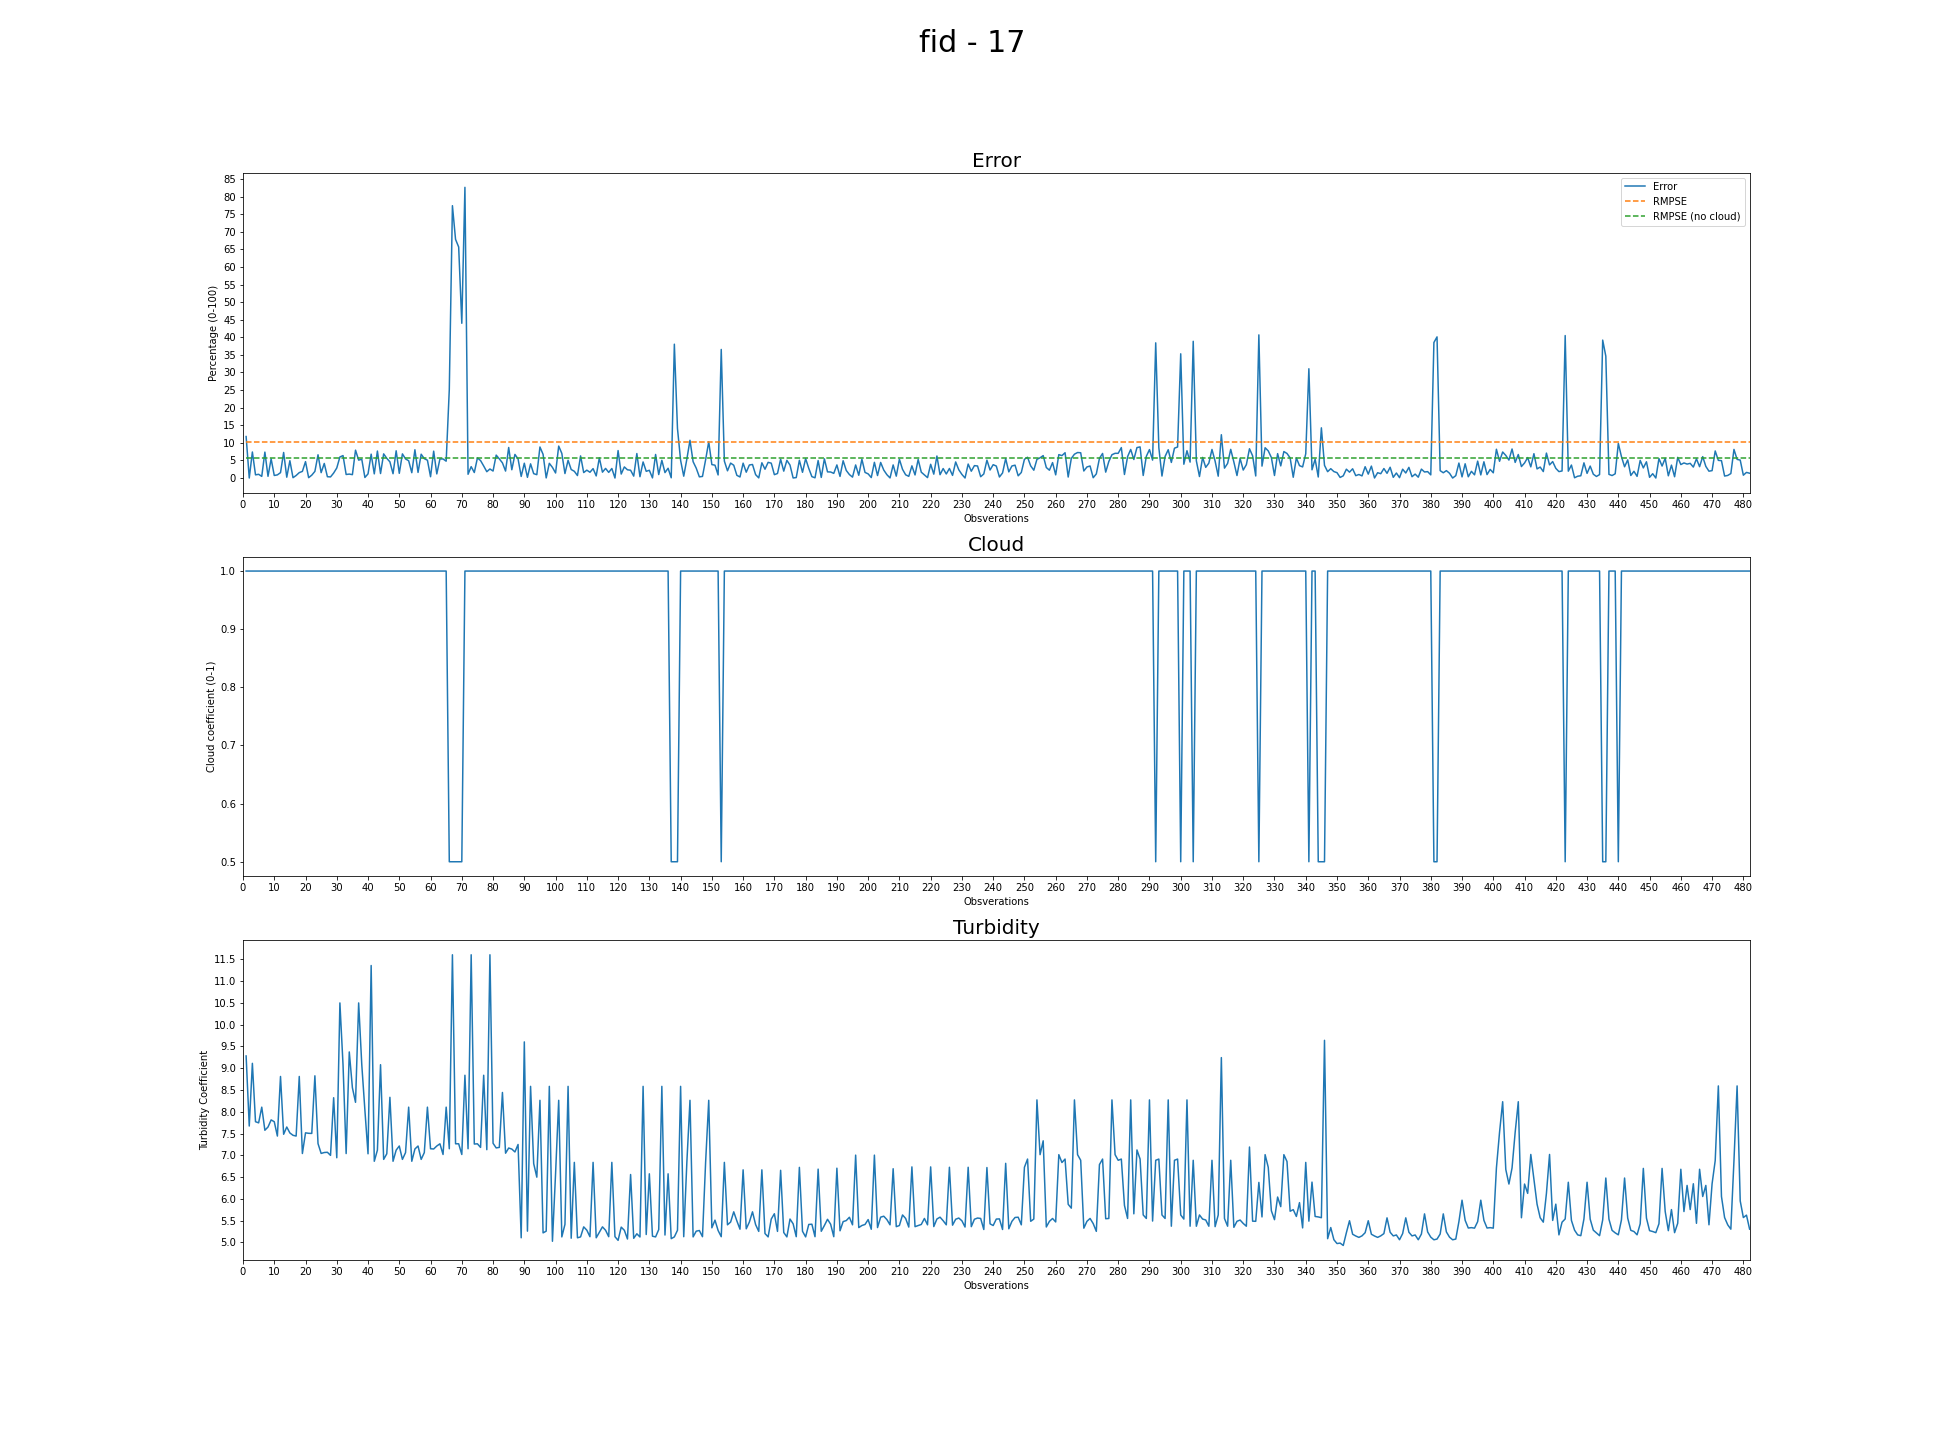 fid - 17
Error
85
80
75
70
65
60
55
50
45
40
35
30
25
20
15
10
5
0
Percentage (0-100)
Error
RMPSE
RMPSE (no cloud)
0 10 20 30 40 50 60 70 80 90 100 110 120 130 140 150 160 170 180 190 200 210 220 230 240 250 260 270 280 290 300 310 320 330 340 350 360 370 380 390 400 410 420 430 440 450 460 470 480
Obsverations
Cloud
1.0
0.9
0.8
0.7
0.6
0.5
Cloud coefficient (0-1)
0 10 20 30 40 50 60 70 80 90 100 110 120 130 140 150 160 170 180 190 200 210 220 230 240 250 260 270 280 290 300 310 320 330 340 350 360 370 380 390 400 410 420 430 440 450 460 470 480
Obsverations
Turbidity
11.5
11.0
10.5
10.0
9.5
9.0
8.5
8.0
7.5
7.0
6.5
6.0
5.5
5.0
Turbidity Coefficient
0 10 20 30 40 50 60 70 80 90 100 110 120 130 140 150 160 170 180 190 200 210 220 230 240 250 260 270 280 290 300 310 320 330 340 350 360 370 380 390 400 410 420 430 440 450 460 470 480
Obsverations